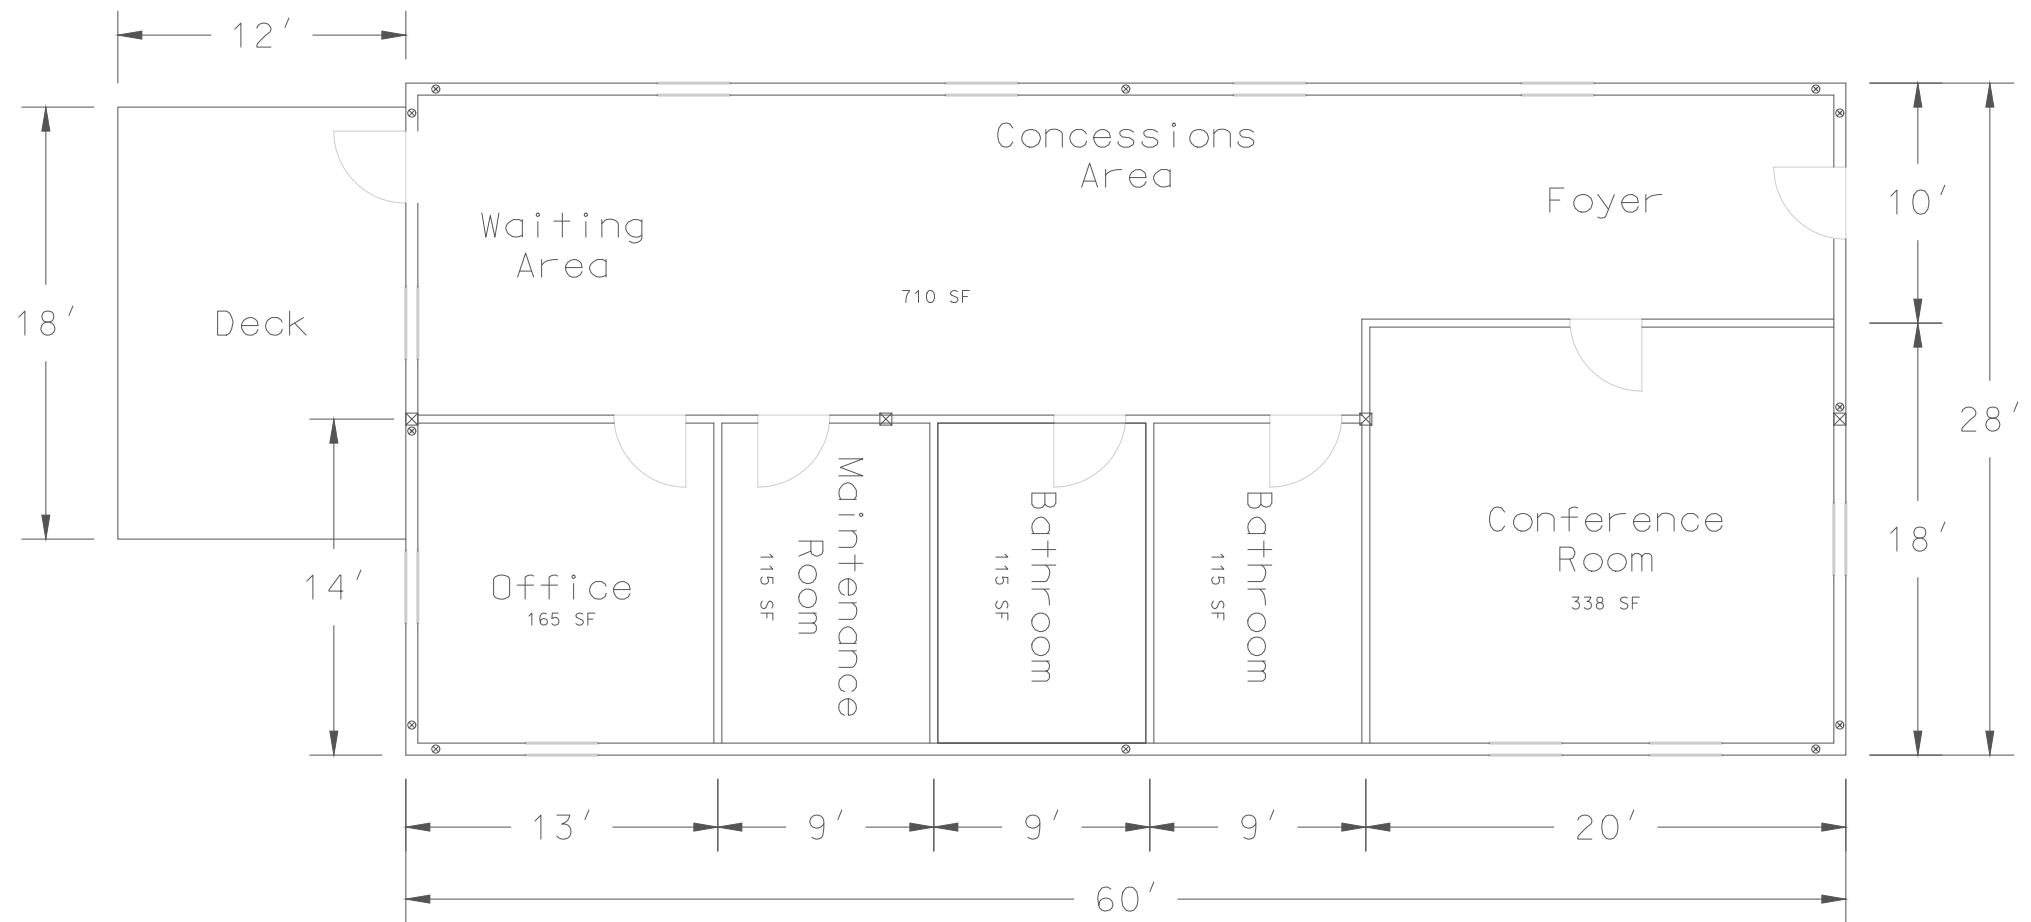 12'
Concessions
Area
Foyer
10'
Waiting
Area
710 SF
18'
Deck
28'
14'
Office
165 SF
Maintenance
Room
115 SF
Bathroom
115 SF
Bathroom
115 SF
Conference
Room
338 SF
18'
13'
9'
9'
9'
20'
60'